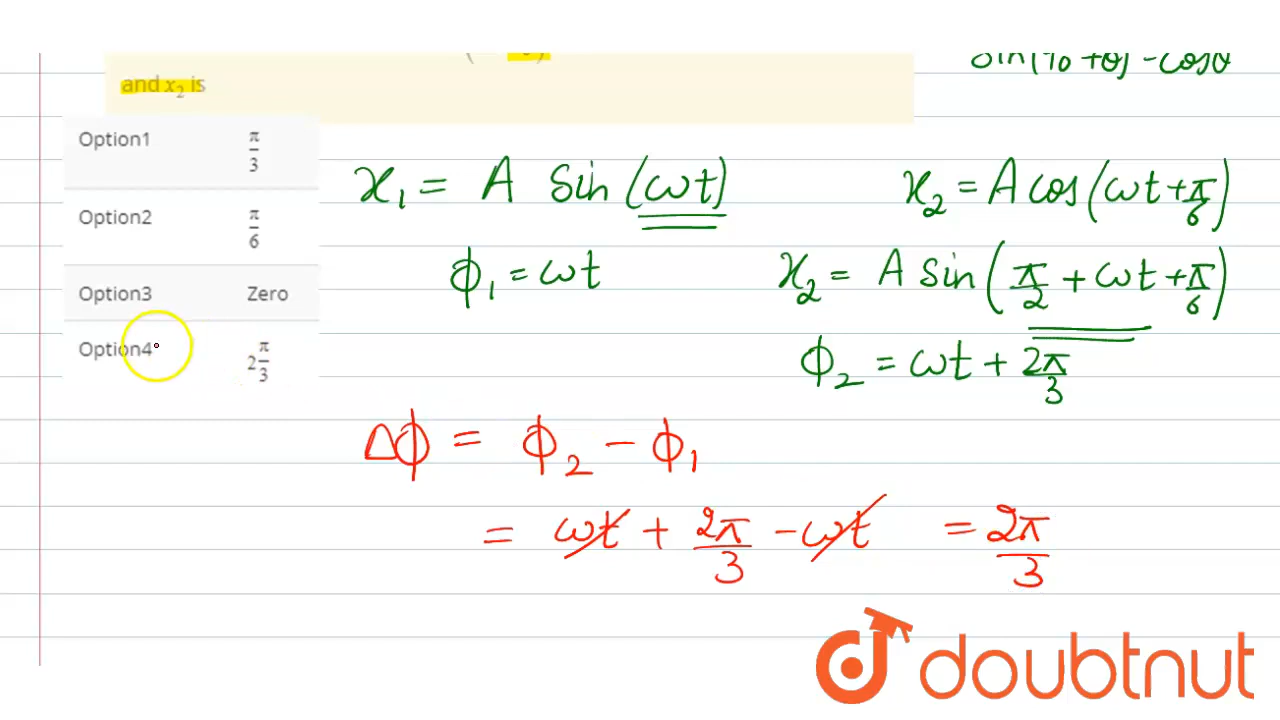 Sin(90+θ) - cosθ
and x₂ is
Option1 π/3
Option2 π/6
Option3 Zero
Option4 2π/3
x₁ = A Sin(ωt)
x₂ = A cos(ωt + π/6)
ϕ₁ = ωt
x₂ = A sin(π/2 + ωt + π/6)
ϕ₂ = ωt + 2π/3
Δϕ = ϕ₂ - ϕ₁
= ωt + 2π/3 - ωt = 2π/3
doubtnut